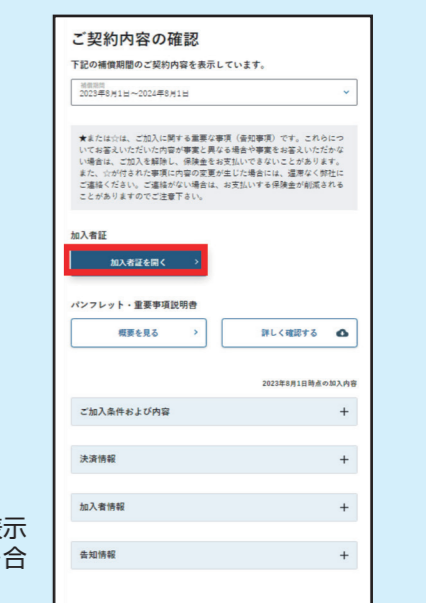 ご契約内容の確認
下記の補償期間のご契約内容を表示しています。
補償期間
2023年8月1日～2024年8月1日
★または☆は、ご加入に関する重要な事項（告知事項）です。これらにつ
いてお答えいただいた内容が事実と異なる場合や事実をお答えいただかな
い場合は、ご加入を解除し、保険金をお支払いできないことがあります。
また、☆が付された事項に内容の変更が生じた場合には、遅滞なく弊社に
ご連絡ください。ご連絡がない場合は、お支払いする保険金が削減される
ことがありますのでご注意下さい。
加入者証
加入者証を開く
パンフレット・重要事項説明書
概要を見る
詳しく確認する
2023年8月1日時点の加入内容
ご加入条件および内容
決済情報
加入者情報
告知情報
示
合